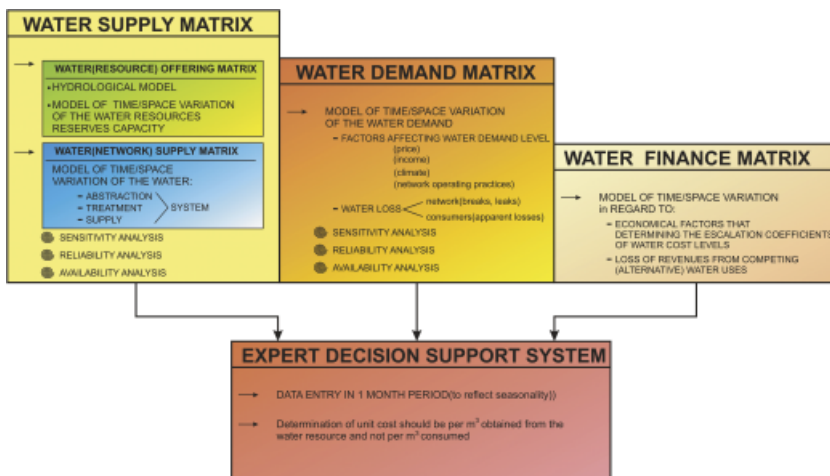 WATER SUPPLY MATRIX
WATER(RESOURCE) OFFERING MATRIX
•HYDROLOGICAL MODEL
•MODEL OF TIME/SPACE VARIATION
OF THE WATER RESOURCES
RESERVES CAPACITY
WATER(NETWORK) SUPPLY MATRIX
MODEL OF TIME/SPACE
VARIATION OF THE WATER:
- ABSTRACTION
- TREATMENT
- SUPPLY
SYSTEM
SENSITIVITY ANALYSIS
RELIABILITY ANALYSIS
AVAILABILITY ANALYSIS
WATER DEMAND MATRIX
MODEL OF TIME/SPACE VARIATION
OF THE WATER DEMAND
- FACTORS AFFECTING WATER DEMAND LEVEL
(price)
(income)
(climate)
(network operating practices)
- WATER LOSS
network(breaks, leaks)
consumers(apparent losses)
SENSITIVITY ANALYSIS
RELIABILITY ANALYSIS
AVAILABILITY ANALYSIS
WATER FINANCE MATRIX
MODEL OF TIME/SPACE VARIATION
in REGARD TO:
- ECONOMICAL FACTORS THAT
DETERMINING THE ESCALATION COEFFICIENTS
OF WATER COST LEVELS
- LOSS OF REVENUES FROM COMPETING
(ALTERNATIVE) WATER USES
EXPERT DECISION SUPPORT SYSTEM
DATA ENTRY IN 1 MONTH PERIOD(to reflect seasonality))
Determination of unit cost should be per m³ obtained from the
water resource and not per m³ consumed